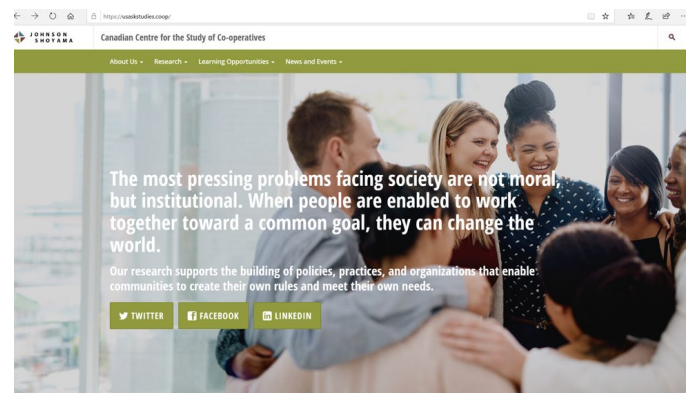 https://usaskstudies.coop/
JOHNSON
SHOYAMA
Canadian Centre for the Study of Co-operatives
About Us
Research
Learning Opportunities
News and Events
The most pressing problems facing society are not moral,
but institutional. When people are enabled to work
together toward a common goal, they can change the
world.
Our research supports the building of policies, practices, and organizations that enable
communities to create their own rules and meet their own needs.
TWITTER
FACEBOOK
LINKEDIN